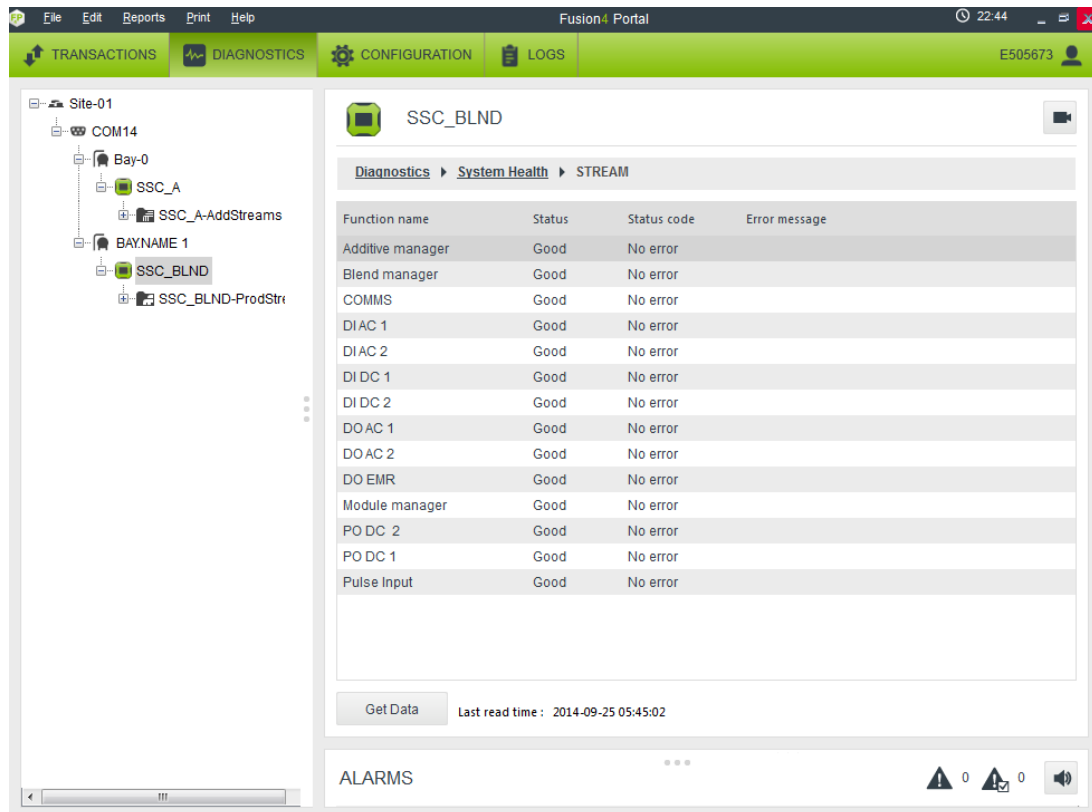 FP File Edit Reports Print Help Fusion4 Portal 22:44
TRANSACTIONS DIAGNOSTICS CONFIGURATION LOGS E505673
Site-01
COM14
Bay-0
SSC_A
SSC_A-AddStreams
BAY.NAME 1
SSC_BLND
SSC_BLND-ProdStre
SSC_BLND
Diagnostics System Health STREAM
Function name Status Status code Error message
Additive manager Good No error
Blend manager Good No error
COMMS Good No error
DI AC 1 Good No error
DI AC 2 Good No error
DI DC 1 Good No error
DI DC 2 Good No error
DO AC 1 Good No error
DO AC 2 Good No error
DO EMR Good No error
Module manager Good No error
PO DC 2 Good No error
PO DC 1 Good No error
Pulse Input Good No error
Get Data Last read time : 2014-09-25 05:45:02
ALARMS 0 0